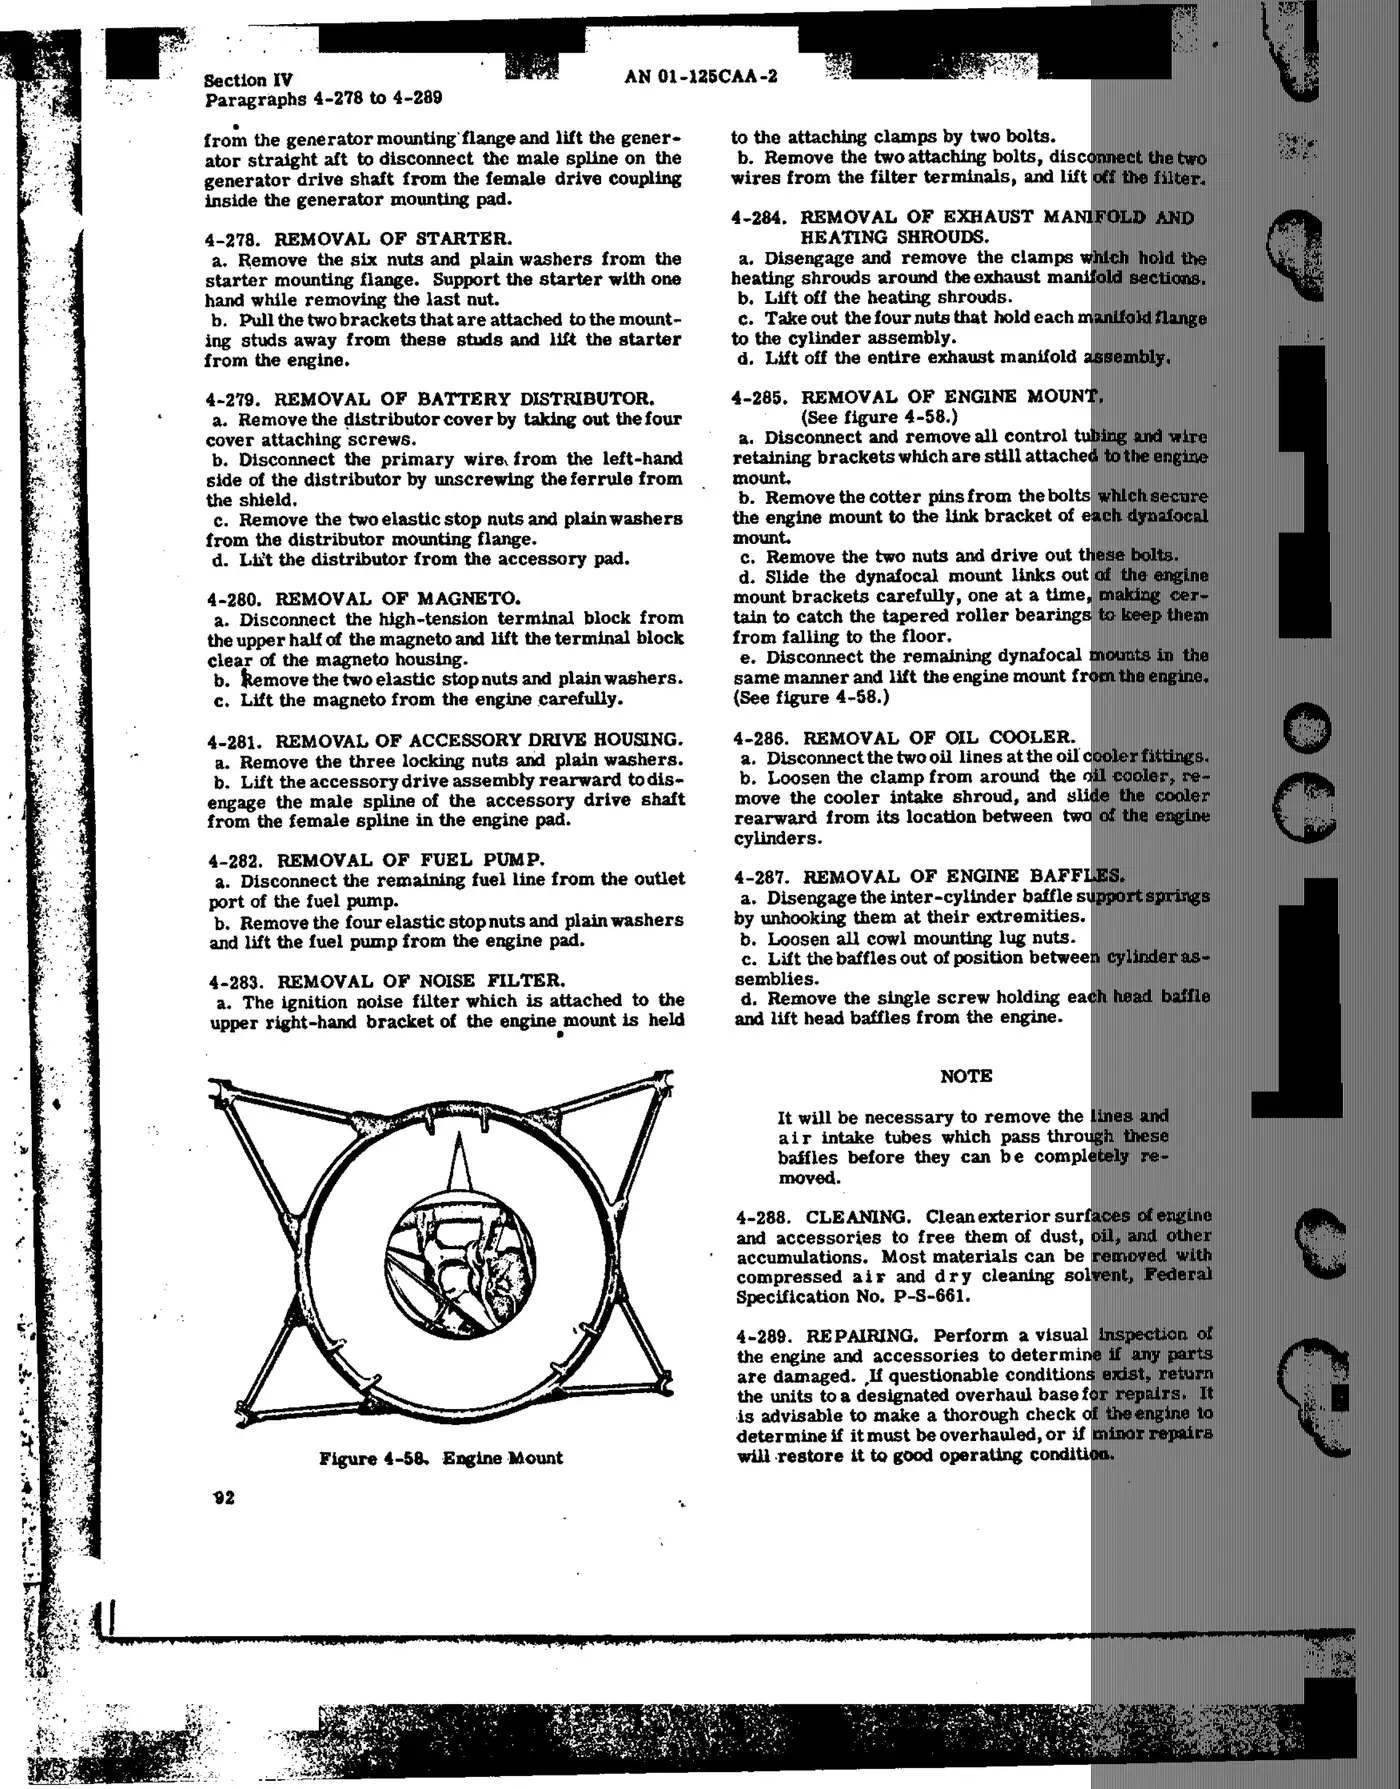 Section IV
Paragraphs 4-278 to 4-289
AN 01-125CAA-2
from the generator mounting flange and lift the gener-
ator straight aft to disconnect the male spline on the
generator drive shaft from the female drive coupling
inside the generator mounting pad.
4-278. REMOVAL OF STARTER.
a. Remove the six nuts and plain washers from the
starter mounting flange. Support the starter with one
hand while removing the last nut.
b. Pull the two brackets that are attached to the mount-
ing studs away from these studs and lift the starter
from the engine.
4-279. REMOVAL OF BATTERY DISTRIBUTOR.
a. Remove the distributor cover by taking out the four
cover attaching screws.
b. Disconnect the primary wire from the left-hand
side of the distributor by unscrewing the ferrule from
the shield.
c. Remove the two elastic stop nuts and plain washers
from the distributor mounting flange.
d. Lift the distributor from the accessory pad.
4-280. REMOVAL OF MAGNETO.
a. Disconnect the high-tension terminal block from
the upper half of the magneto and lift the terminal block
clear of the magneto housing.
b. Remove the two elastic stop nuts and plain washers.
c. Lift the magneto from the engine carefully.
4-281. REMOVAL OF ACCESSORY DRIVE HOUSING.
a. Remove the three locking nuts and plain washers.
b. Lift the accessory drive assembly rearward to dis-
engage the male spline of the accessory drive shaft
from the female spline in the engine pad.
4-282. REMOVAL OF FUEL PUMP.
a. Disconnect the remaining fuel line from the outlet
port of the fuel pump.
b. Remove the four elastic stop nuts and plain washers
and lift the fuel pump from the engine pad.
4-283. REMOVAL OF NOISE FILTER.
a. The ignition noise filter which is attached to the
upper right-hand bracket of the engine mount is held
Figure 4-58. Engine Mount
92
to the attaching clamps by two bolts.
b. Remove the two attaching bolts, disconnect the two
wires from the filter terminals, and lift off the filter.
4-284. REMOVAL OF EXHAUST MANIFOLD AND
HEATING SHROUDS.
a. Disengage and remove the clamps which hold the
heating shrouds around the exhaust manifold sections.
b. Lift off the heating shrouds.
c. Take out the four nuts that hold each manifold flange
to the cylinder assembly.
d. Lift off the entire exhaust manifold assembly.
4-285. REMOVAL OF ENGINE MOUNT.
(See figure 4-58.)
a. Disconnect and remove all control tubing and wire
retaining brackets which are still attached to the engine
mount.
b. Remove the cotter pins from the bolts which secure
the engine mount to the link bracket of each dynafocal
mount.
c. Remove the two nuts and drive out these bolts.
d. Slide the dynafocal mount links out of the engine
mount brackets carefully, one at a time, making cer-
tain to catch the tapered roller bearings to keep them
from falling to the floor.
e. Disconnect the remaining dynafocal mounts in the
same manner and lift the engine mount from the engine.
(See figure 4-58.)
4-286. REMOVAL OF OIL COOLER.
a. Disconnect the two oil lines at the oil cooler fittings.
b. Loosen the clamp from around the oil cooler, re-
move the cooler intake shroud, and slide the cooler
rearward from its location between two of the engine
cylinders.
4-287. REMOVAL OF ENGINE BAFFLES.
a. Disengage the inter-cylinder baffle support springs
by unhooking them at their extremities.
b. Loosen all cowl mounting lug nuts.
c. Lift the baffles out of position between cylinder as-
semblies.
d. Remove the single screw holding each head baffle
and lift head baffles from the engine.
NOTE
It will be necessary to remove the lines and
air intake tubes which pass through these
baffles before they can be completely re-
moved.
4-288. CLEANING. Clean exterior surfaces of engine
and accessories to free them of dust, oil, and other
accumulations. Most materials can be removed with
compressed air and dry cleaning solvent, Federal
Specification No. P-S-661.
4-289. REPAIRING. Perform a visual inspection of
the engine and accessories to determine if any parts
are damaged. If questionable conditions exist, return
the units to a designated overhaul base for repairs. It
is advisable to make a thorough check of the engine to
determine if it must be overhauled, or if minor repairs
will restore it to good operating condition.